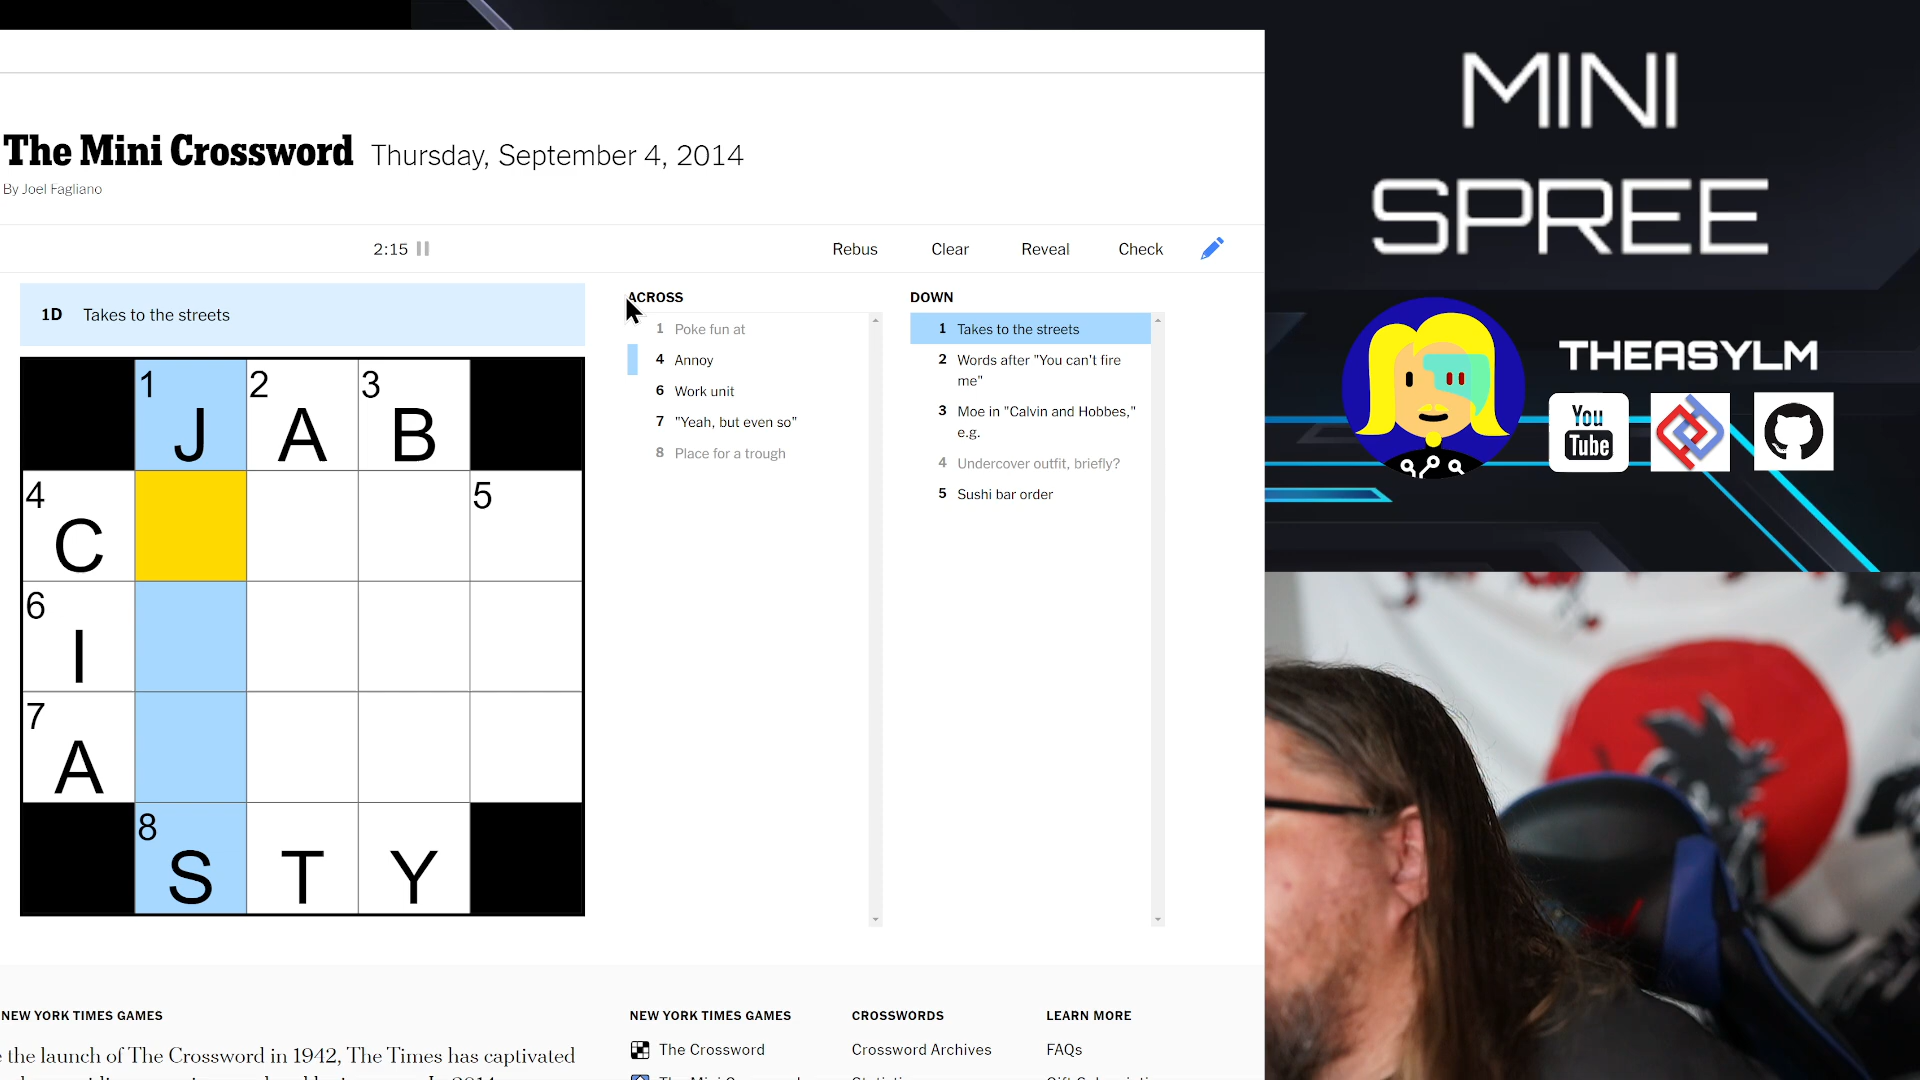 The Mini Crossword Thursday, September 4, 2014
By Joel Fagliano
2:15
Rebus Clear Reveal Check
1D Takes to the streets
1 J
2 A
3 B
4 C
5
6 I
7 A
8 S
T
Y
ACROSS
1 Poke fun at
4 Annoy
6 Work unit
7 "Yeah, but even so"
8 Place for a trough
DOWN
1 Takes to the streets
2 Words after "You can't fire
me"
3 Moe in "Calvin and Hobbes,"
e.g.
4 Undercover outfit, briefly?
5 Sushi bar order
NEW YORK TIMES GAMES
the launch of The Crossword in 1942, The Times has captivated
NEW YORK TIMES GAMES
The Crossword
CROSSWORDS
Crossword Archives
LEARN MORE
FAQs
MINI
SPREE
THEASYLM
You
Tube